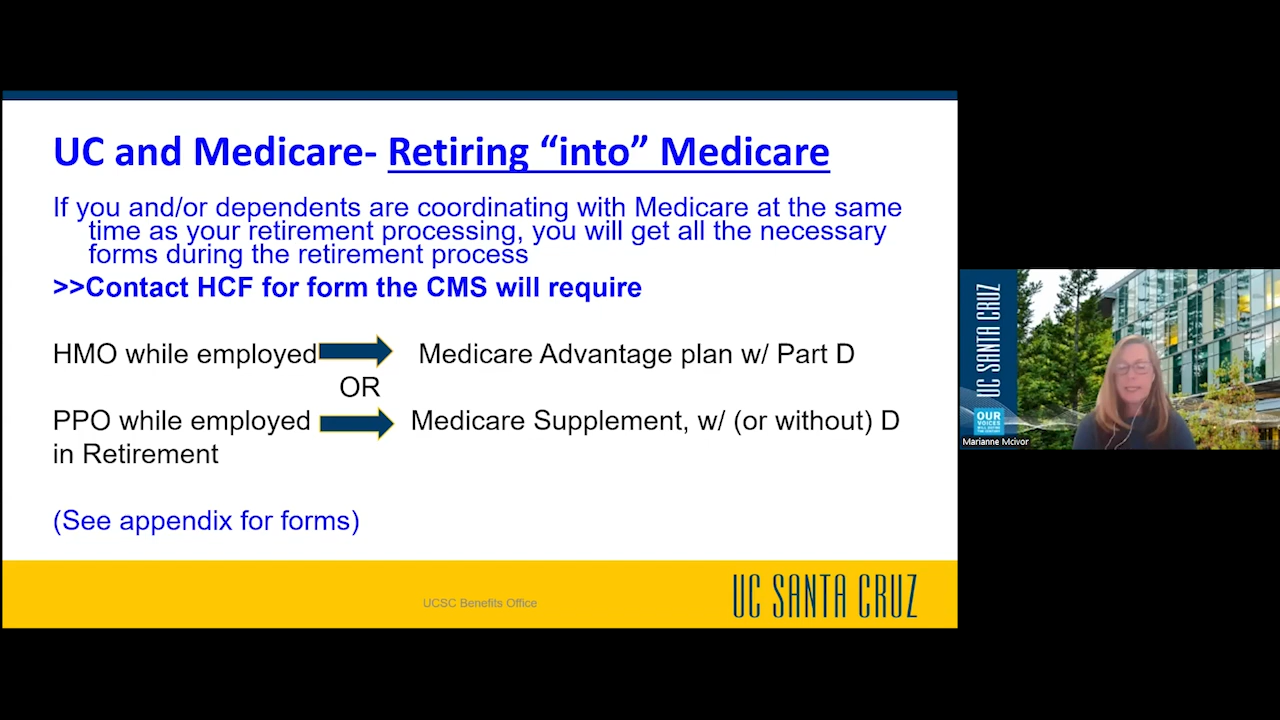 UC and Medicare- Retiring “into” Medicare
If you and/or dependents are coordinating with Medicare at the same
time as your retirement processing, you will get all the necessary
forms during the retirement process
>>Contact HCF for form the CMS will require
HMO while employed Medicare Advantage plan w/ Part D
OR
PPO while employed Medicare Supplement, w/ (or without) D
in Retirement
(See appendix for forms)
UCSC Benefits Office
UC SANTA CRUZ
UC SANTA CRUZ
OUR
VOICES
Marianne Mcivor